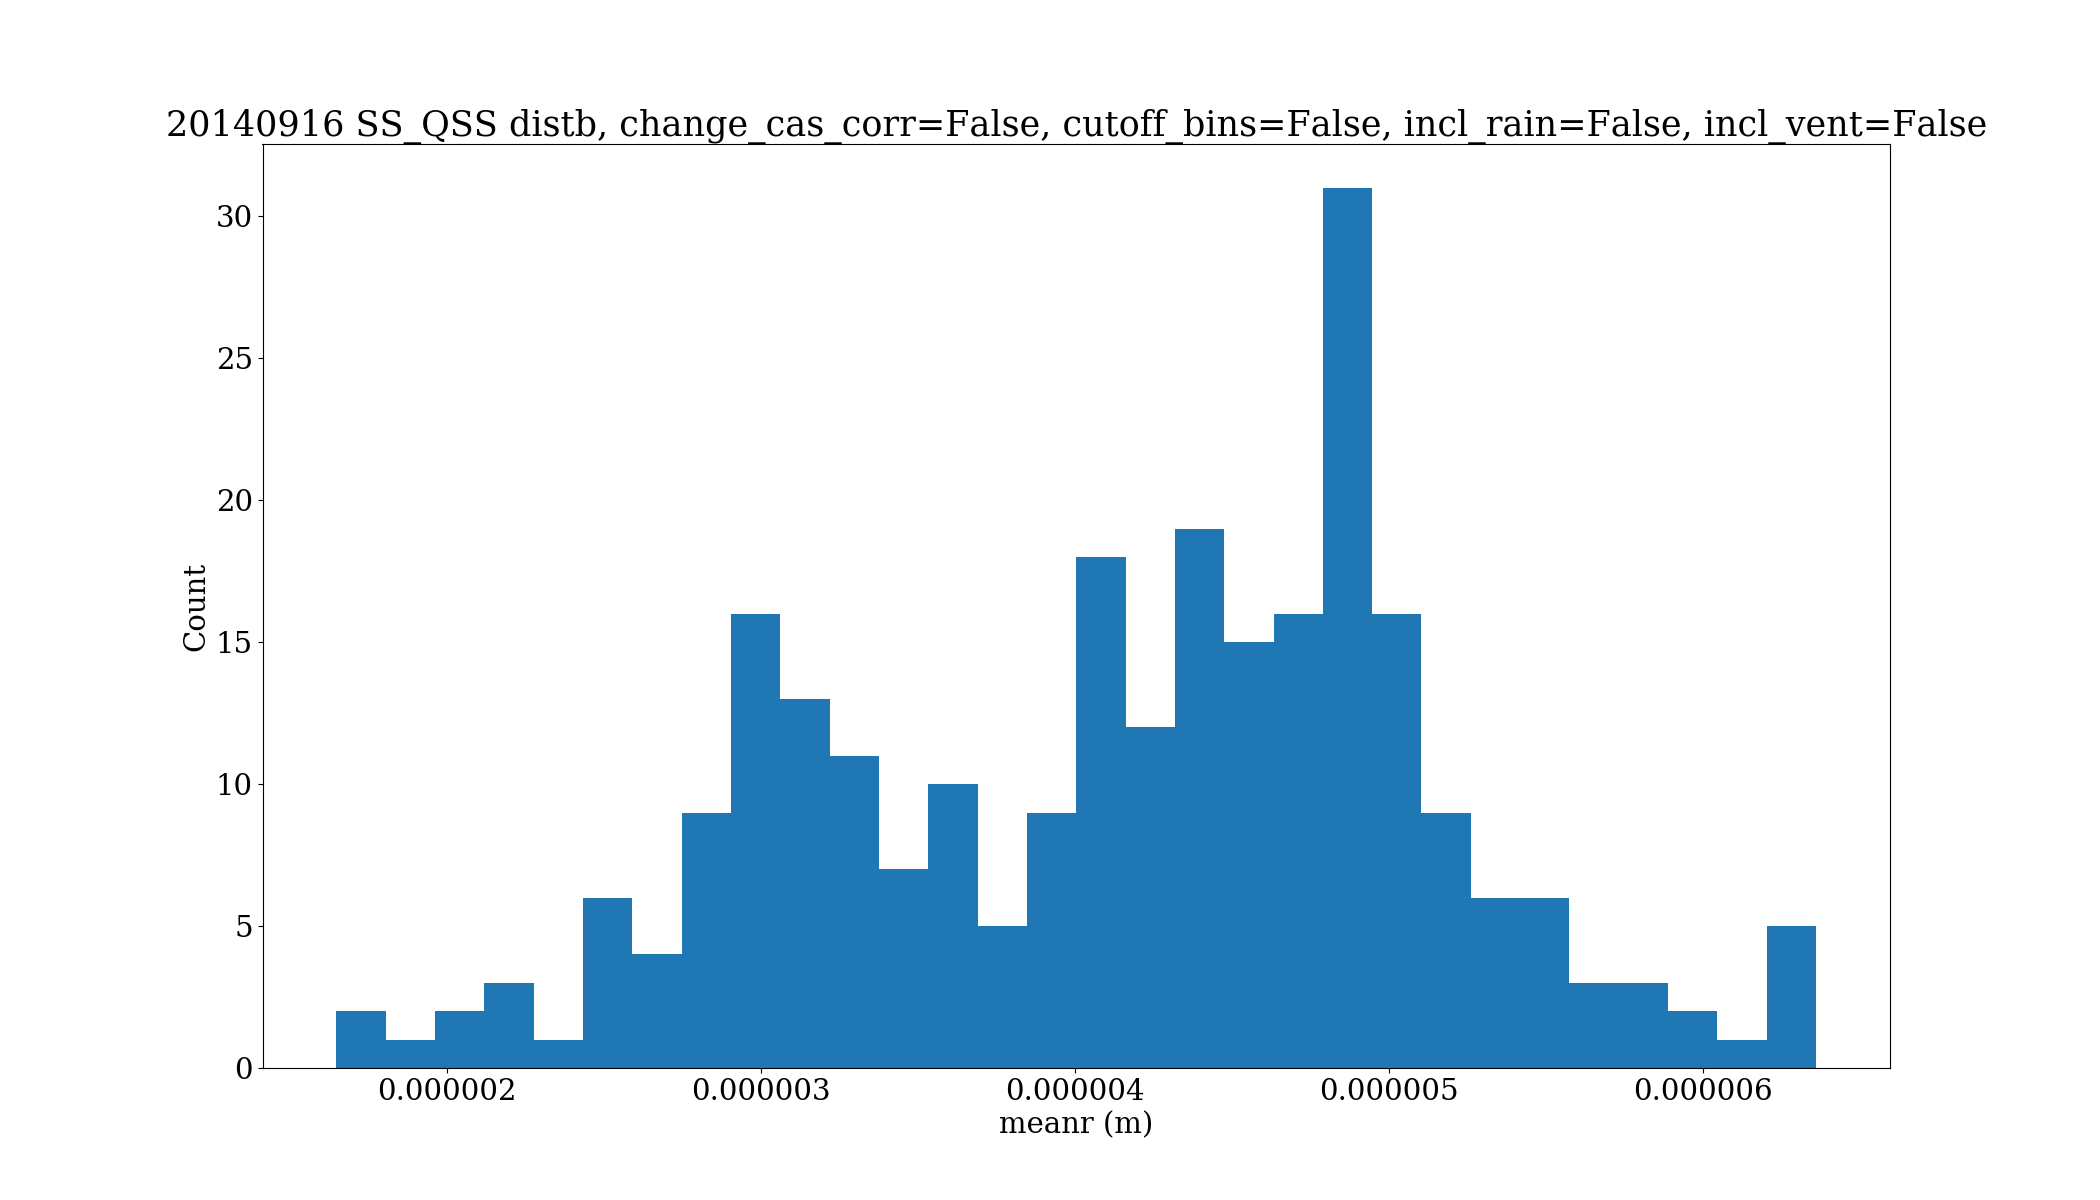 20140916 SS_QSS distb, change_cas_corr=False, cutoff_bins=False, incl_rain=False, incl_vent=False
30
25
20
15
10
5
0
Count
0.000002 0.000003 0.000004 0.000005 0.000006
meanr (m)